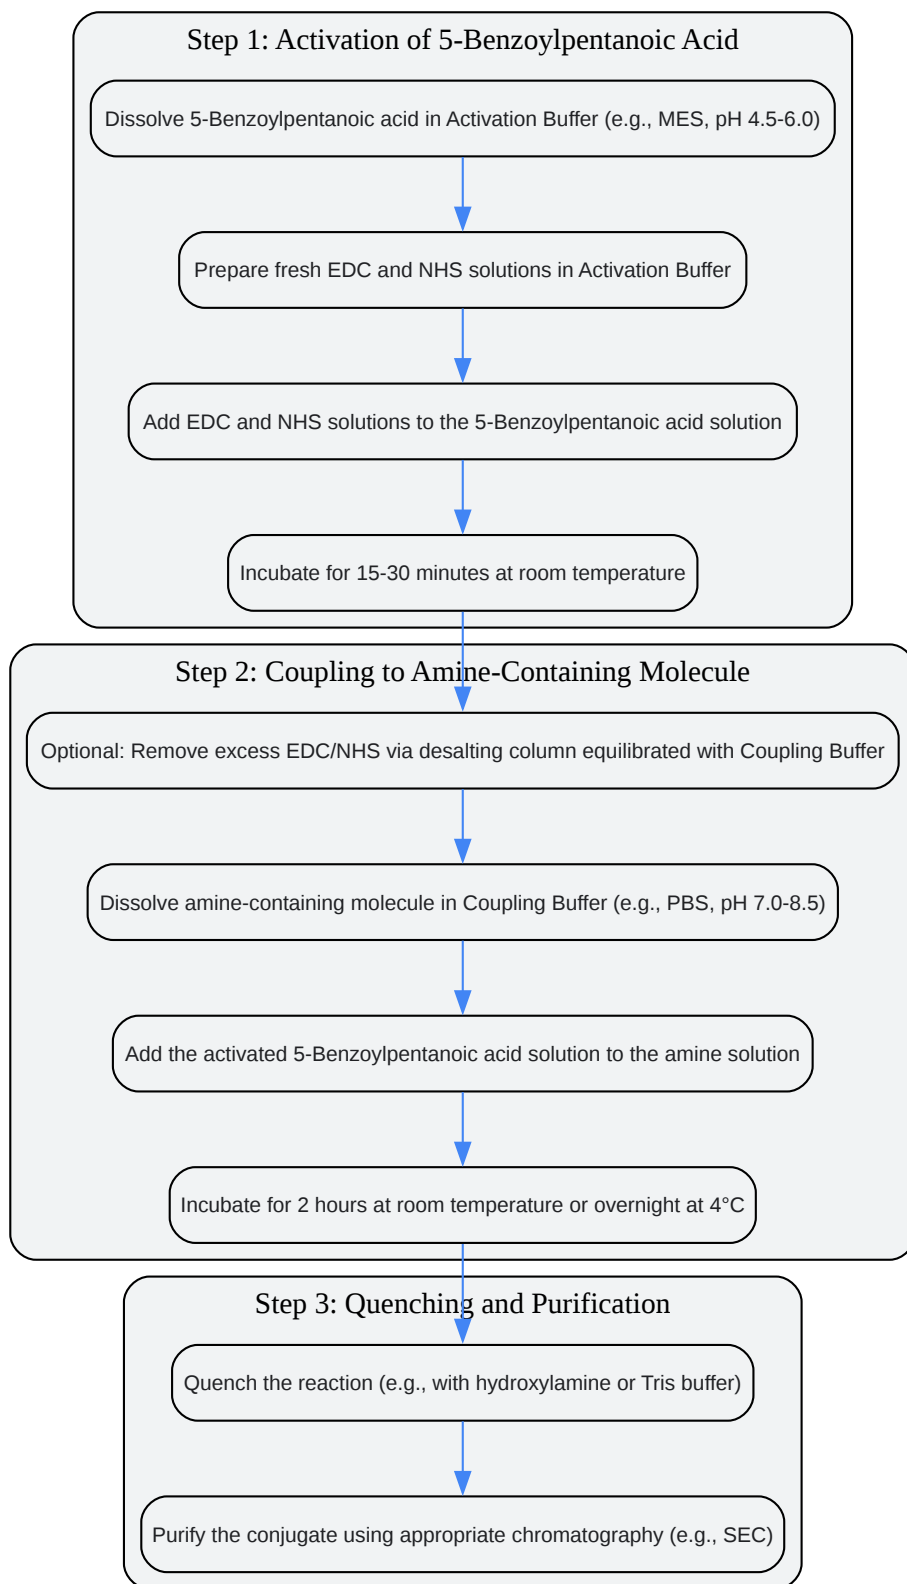 Step 1: Activation of 5-Benzoylpentanoic Acid
Dissolve 5-Benzoylpentanoic acid in Activation Buffer (e.g., MES, pH 4.5-6.0)
Prepare fresh EDC and NHS solutions in Activation Buffer
Add EDC and NHS solutions to the 5-Benzoylpentanoic acid solution
Incubate for 15-30 minutes at room temperature
Step 2: Coupling to Amine-Containing Molecule
Optional: Remove excess EDC/NHS via desalting column equilibrated with Coupling Buffer
Dissolve amine-containing molecule in Coupling Buffer (e.g., PBS, pH 7.0-8.5)
Add the activated 5-Benzoylpentanoic acid solution to the amine solution
Incubate for 2 hours at room temperature or overnight at 4°C
Step 3: Quenching and Purification
Quench the reaction (e.g., with hydroxylamine or Tris buffer)
Purify the conjugate using appropriate chromatography (e.g., SEC)